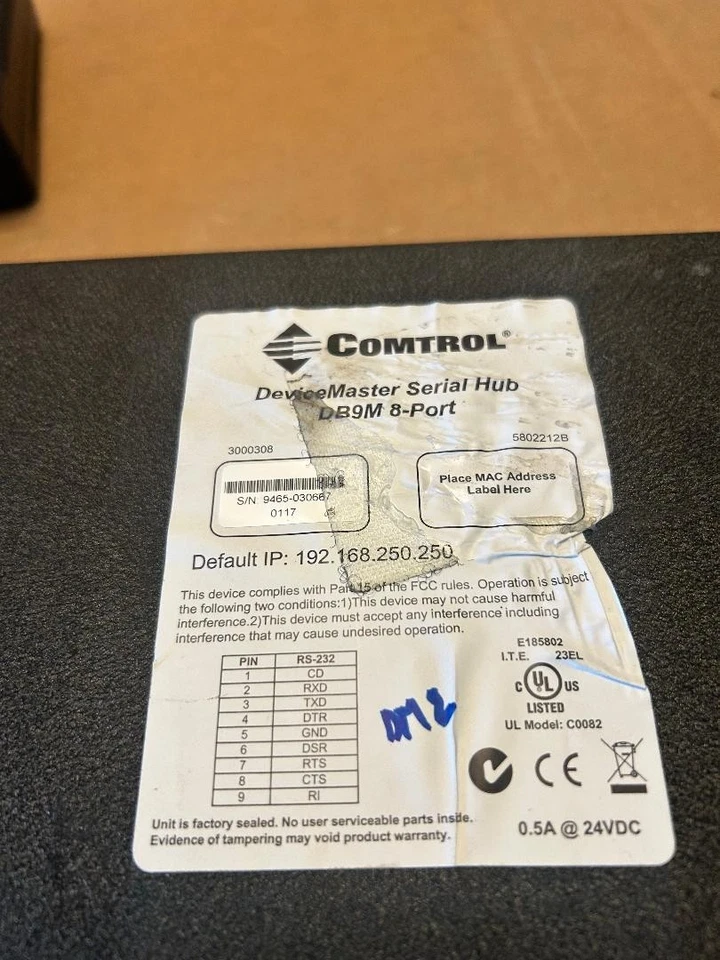 COMTROL®
DeviceMaster Serial Hub
DB9M 8-Port
3000308
5802212B
S/N 9465-030667
0117
Place MAC Address
Label Here
Default IP: 192.168.250.250
This device complies with Part 15 of the FCC rules. Operation is subject
the following two conditions:1)This device may not cause harmful
interference.2)This device must accept any interference including
interference that may cause undesired operation.
E185802
I.T.E. 23EL
C UL US
LISTED
UL Model: C0082
PIN RS-232
1 CD
2 RXD
3 TXD
4 DTR
5 GND
6 DSR
7 RTS
8 CTS
9 RI
DM2
CE
Unit is factory sealed. No user serviceable parts inside.
Evidence of tampering may void product warranty.
0.5A @ 24VDC